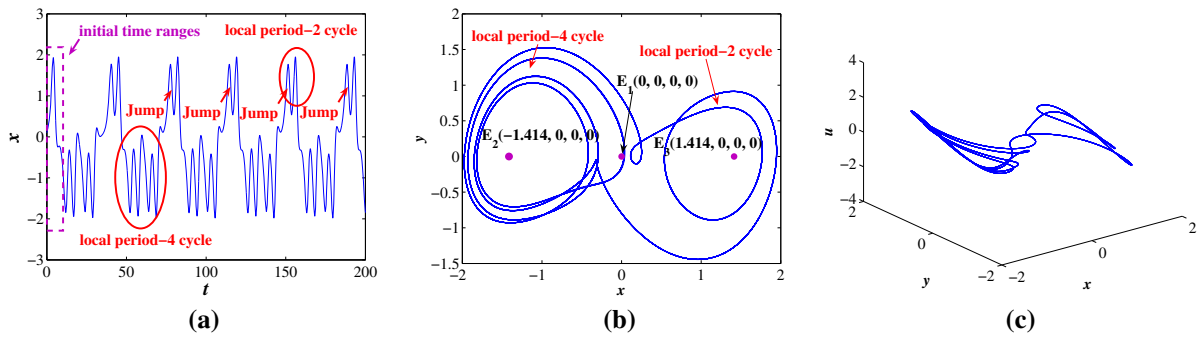 initial time ranges
local period-2 cycle
Jump
Jump
Jump
Jump
local period-4 cycle
x
3
2
1
0
-1
-2
-3
0
50
100
150
200
t
(a)
local period-4 cycle
local period-2 cycle
E1(0, 0, 0, 0)
E2(-1.414, 0, 0, 0)
E3(1.414, 0, 0, 0)
y
2
1.5
1
0.5
0
-0.5
-1
-1.5
-2
-1
0
1
2
x
(b)
u
4
2
0
-2
-4
2
0
-2
y
-2
0
2
x
(c)